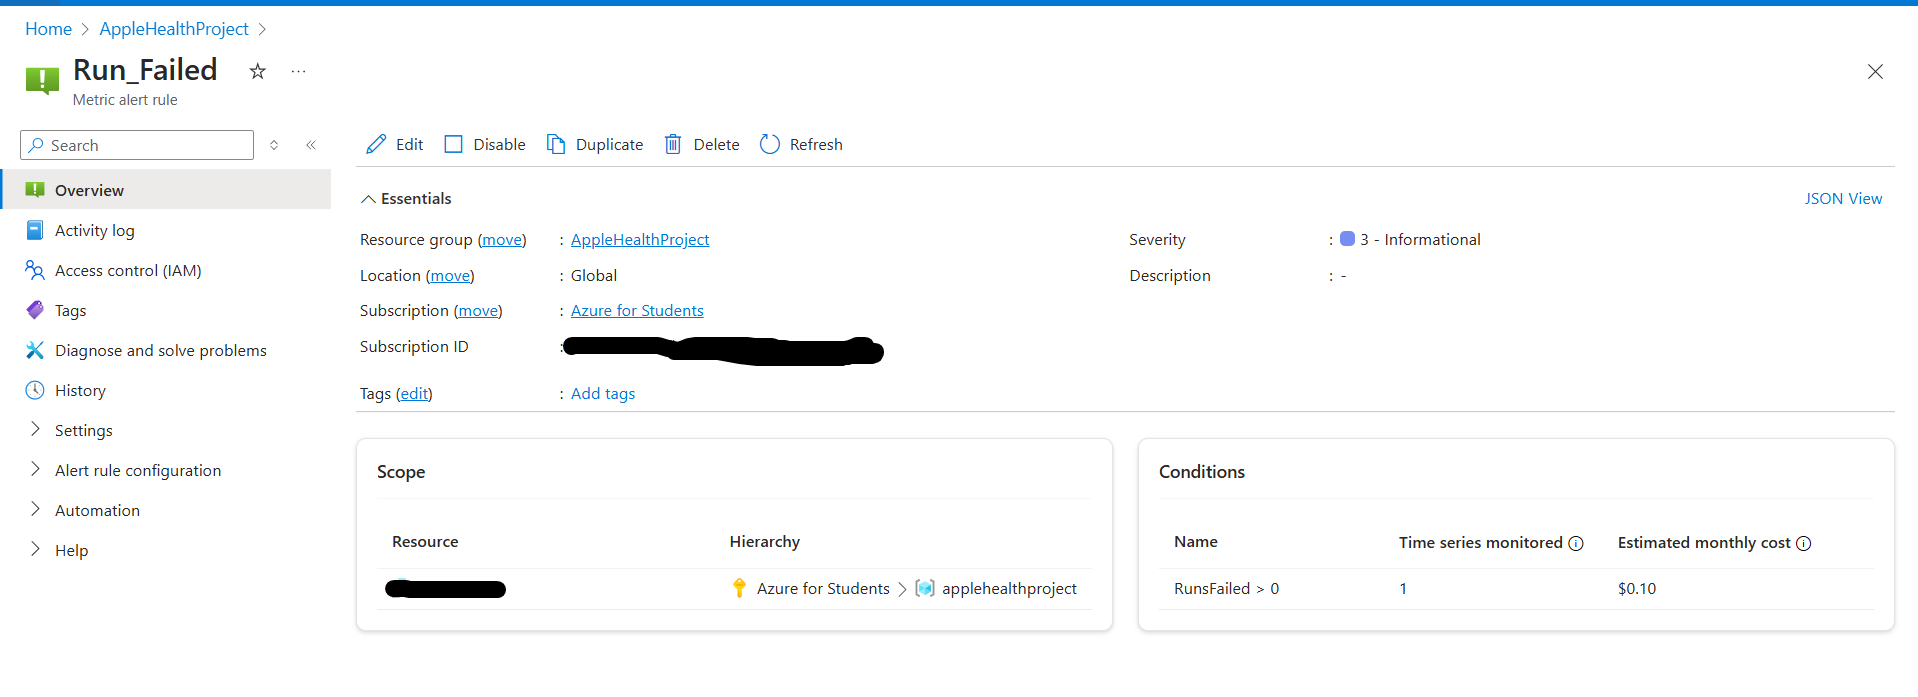 Home > AppleHealthProject >
Run_Failed
Metric alert rule
Search
Edit Disable Duplicate Delete Refresh
Overview
Activity log
Access control (IAM)
Tags
Diagnose and solve problems
History
Settings
Alert rule configuration
Automation
Help
Essentials JSON View
Resource group (move) : AppleHealthProject
Location (move) : Global
Subscription (move) : Azure for Students
Subscription ID :
Tags (edit) : Add tags
Severity : 3 - Informational
Description : -
Scope
Resource Hierarchy
Azure for Students > applehealthproject
Conditions
Name Time series monitored Estimated monthly cost
RunsFailed > 0 1 $0.10